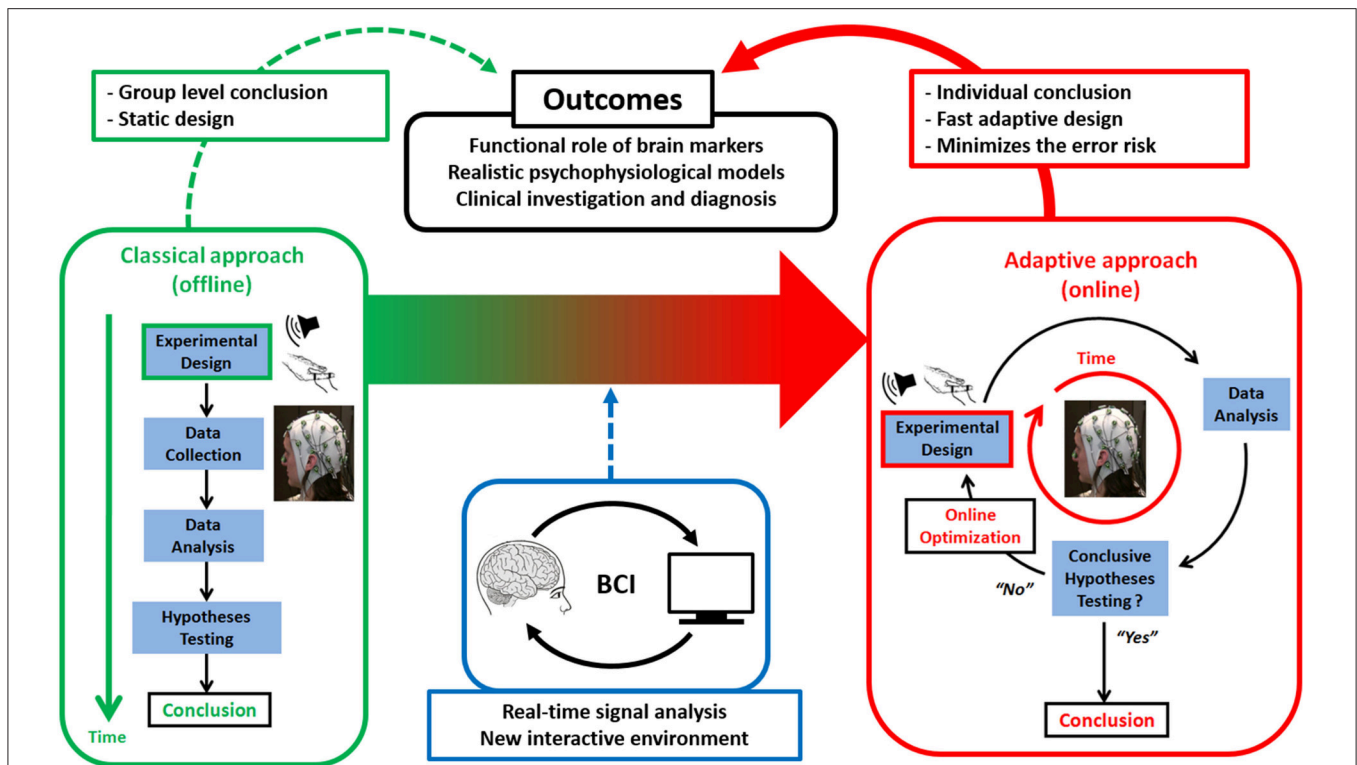 - Group level conclusion
- Static design
Outcomes
Functional role of brain markers
Realistic psychophysiological models
Clinical investigation and diagnosis
- Individual conclusion
- Fast adaptive design
- Minimizes the error risk
Classical approach
(offline)
Experimental
Design
Data
Collection
Data
Analysis
Hypotheses
Testing
Conclusion
Time
BCI
Real-time signal analysis
New interactive environment
Adaptive approach
(online)
Time
Experimental
Design
Data
Analysis
Online
Optimization
Conclusive
Hypotheses
Testing ?
“No”
“Yes”
Conclusion